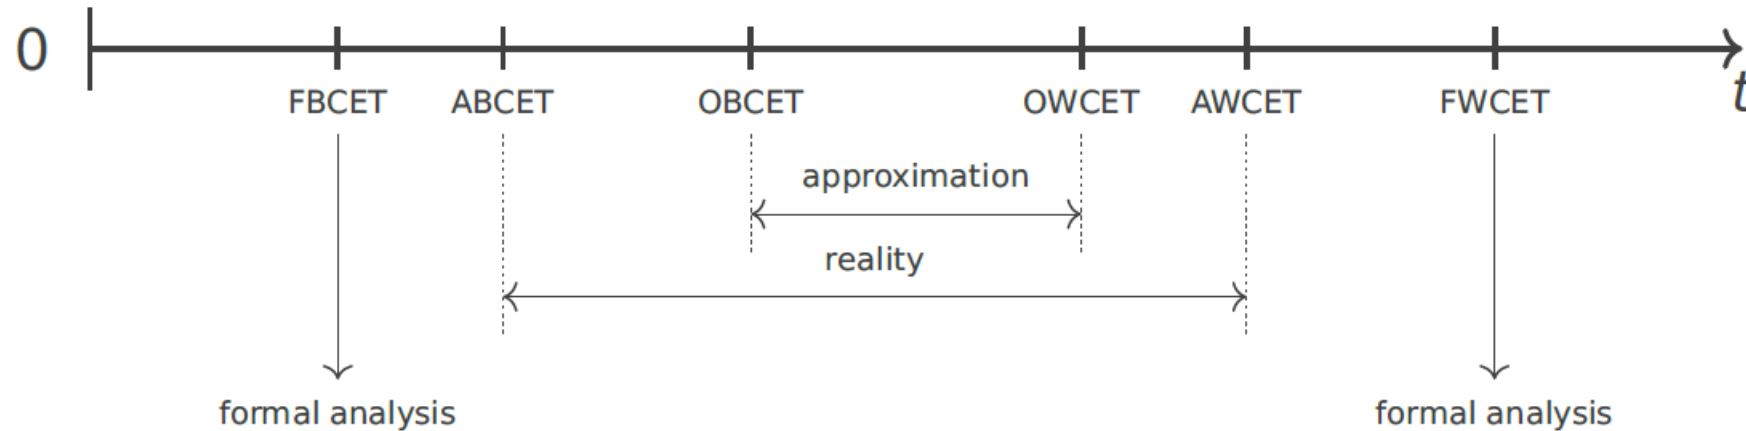 0
FBCET ABCET OBCET OWCET AWCET FWCET
t
approximation
reality
formal analysis formal analysis